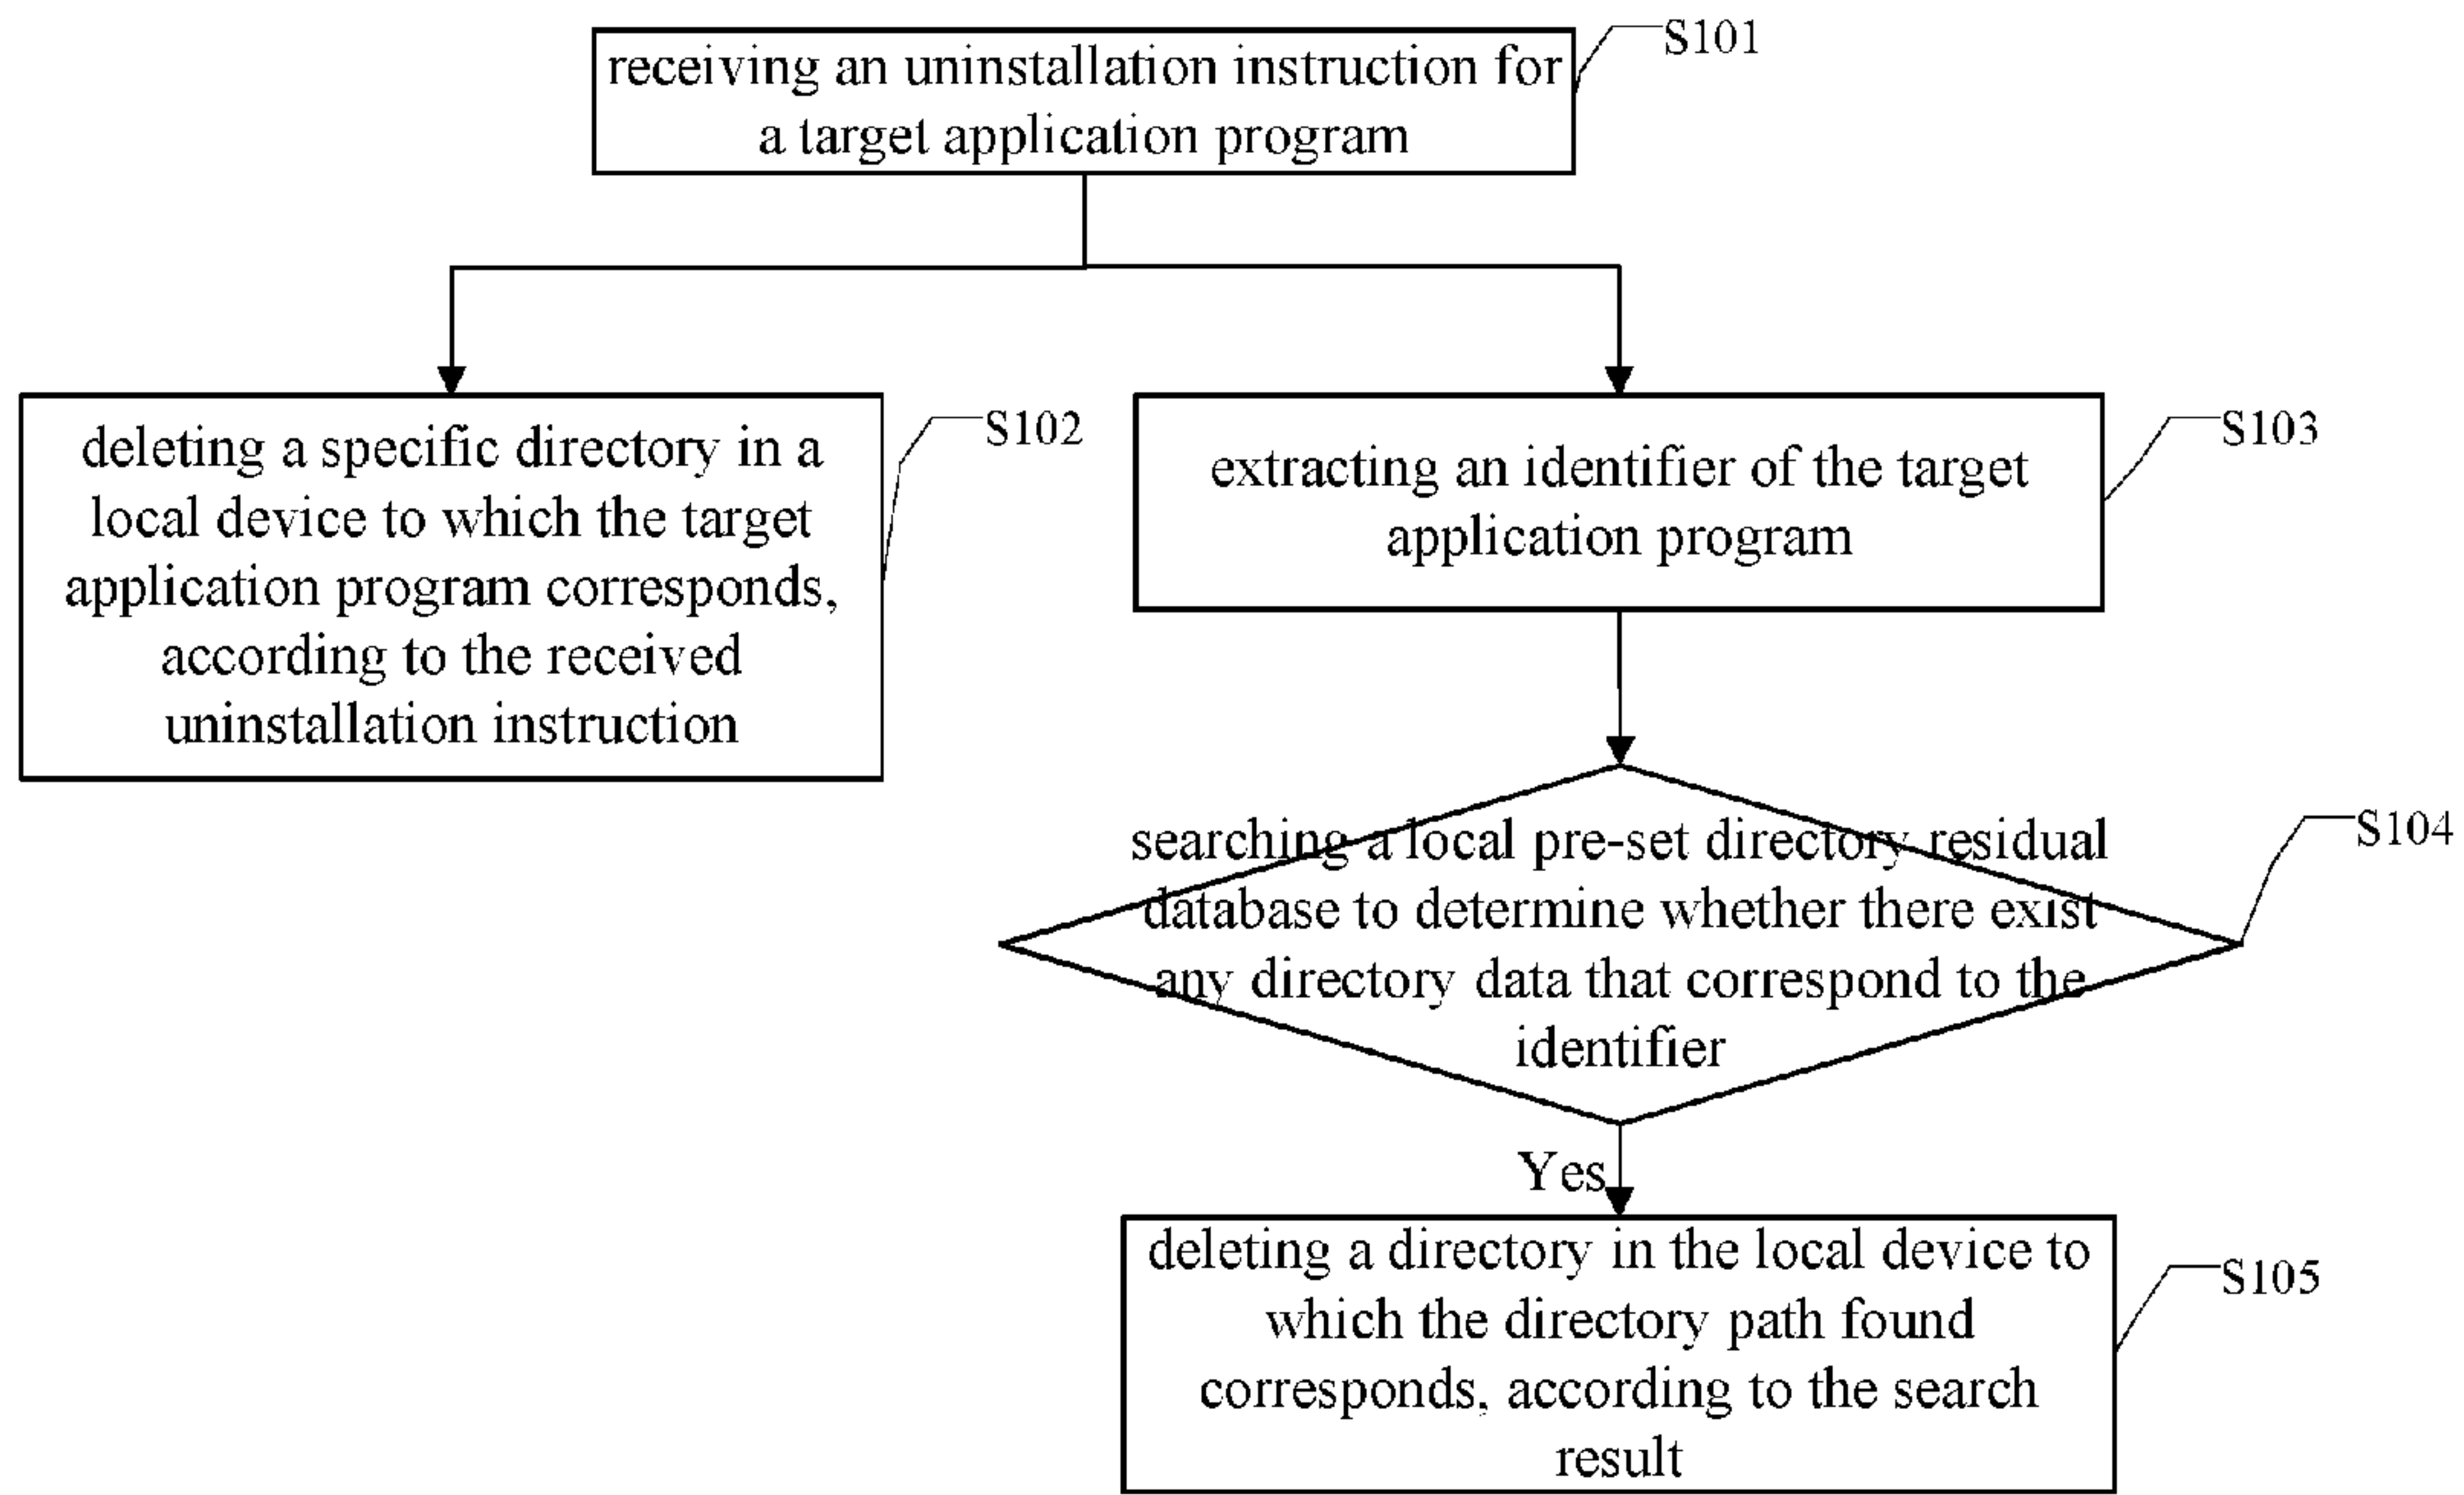 receiving an uninstallation instruction for
a target application program
S101
deleting a specific directory in a
local device to which the target
application program corresponds,
according to the received
uninstallation instruction
S102
extracting an identifier of the target
application program
S103
searching a local pre-set directory residual
database to determine whether there exist
any directory data that correspond to the
identifier
S104
Yes
deleting a directory in the local device to
which the directory path found
corresponds, according to the search
result
S105